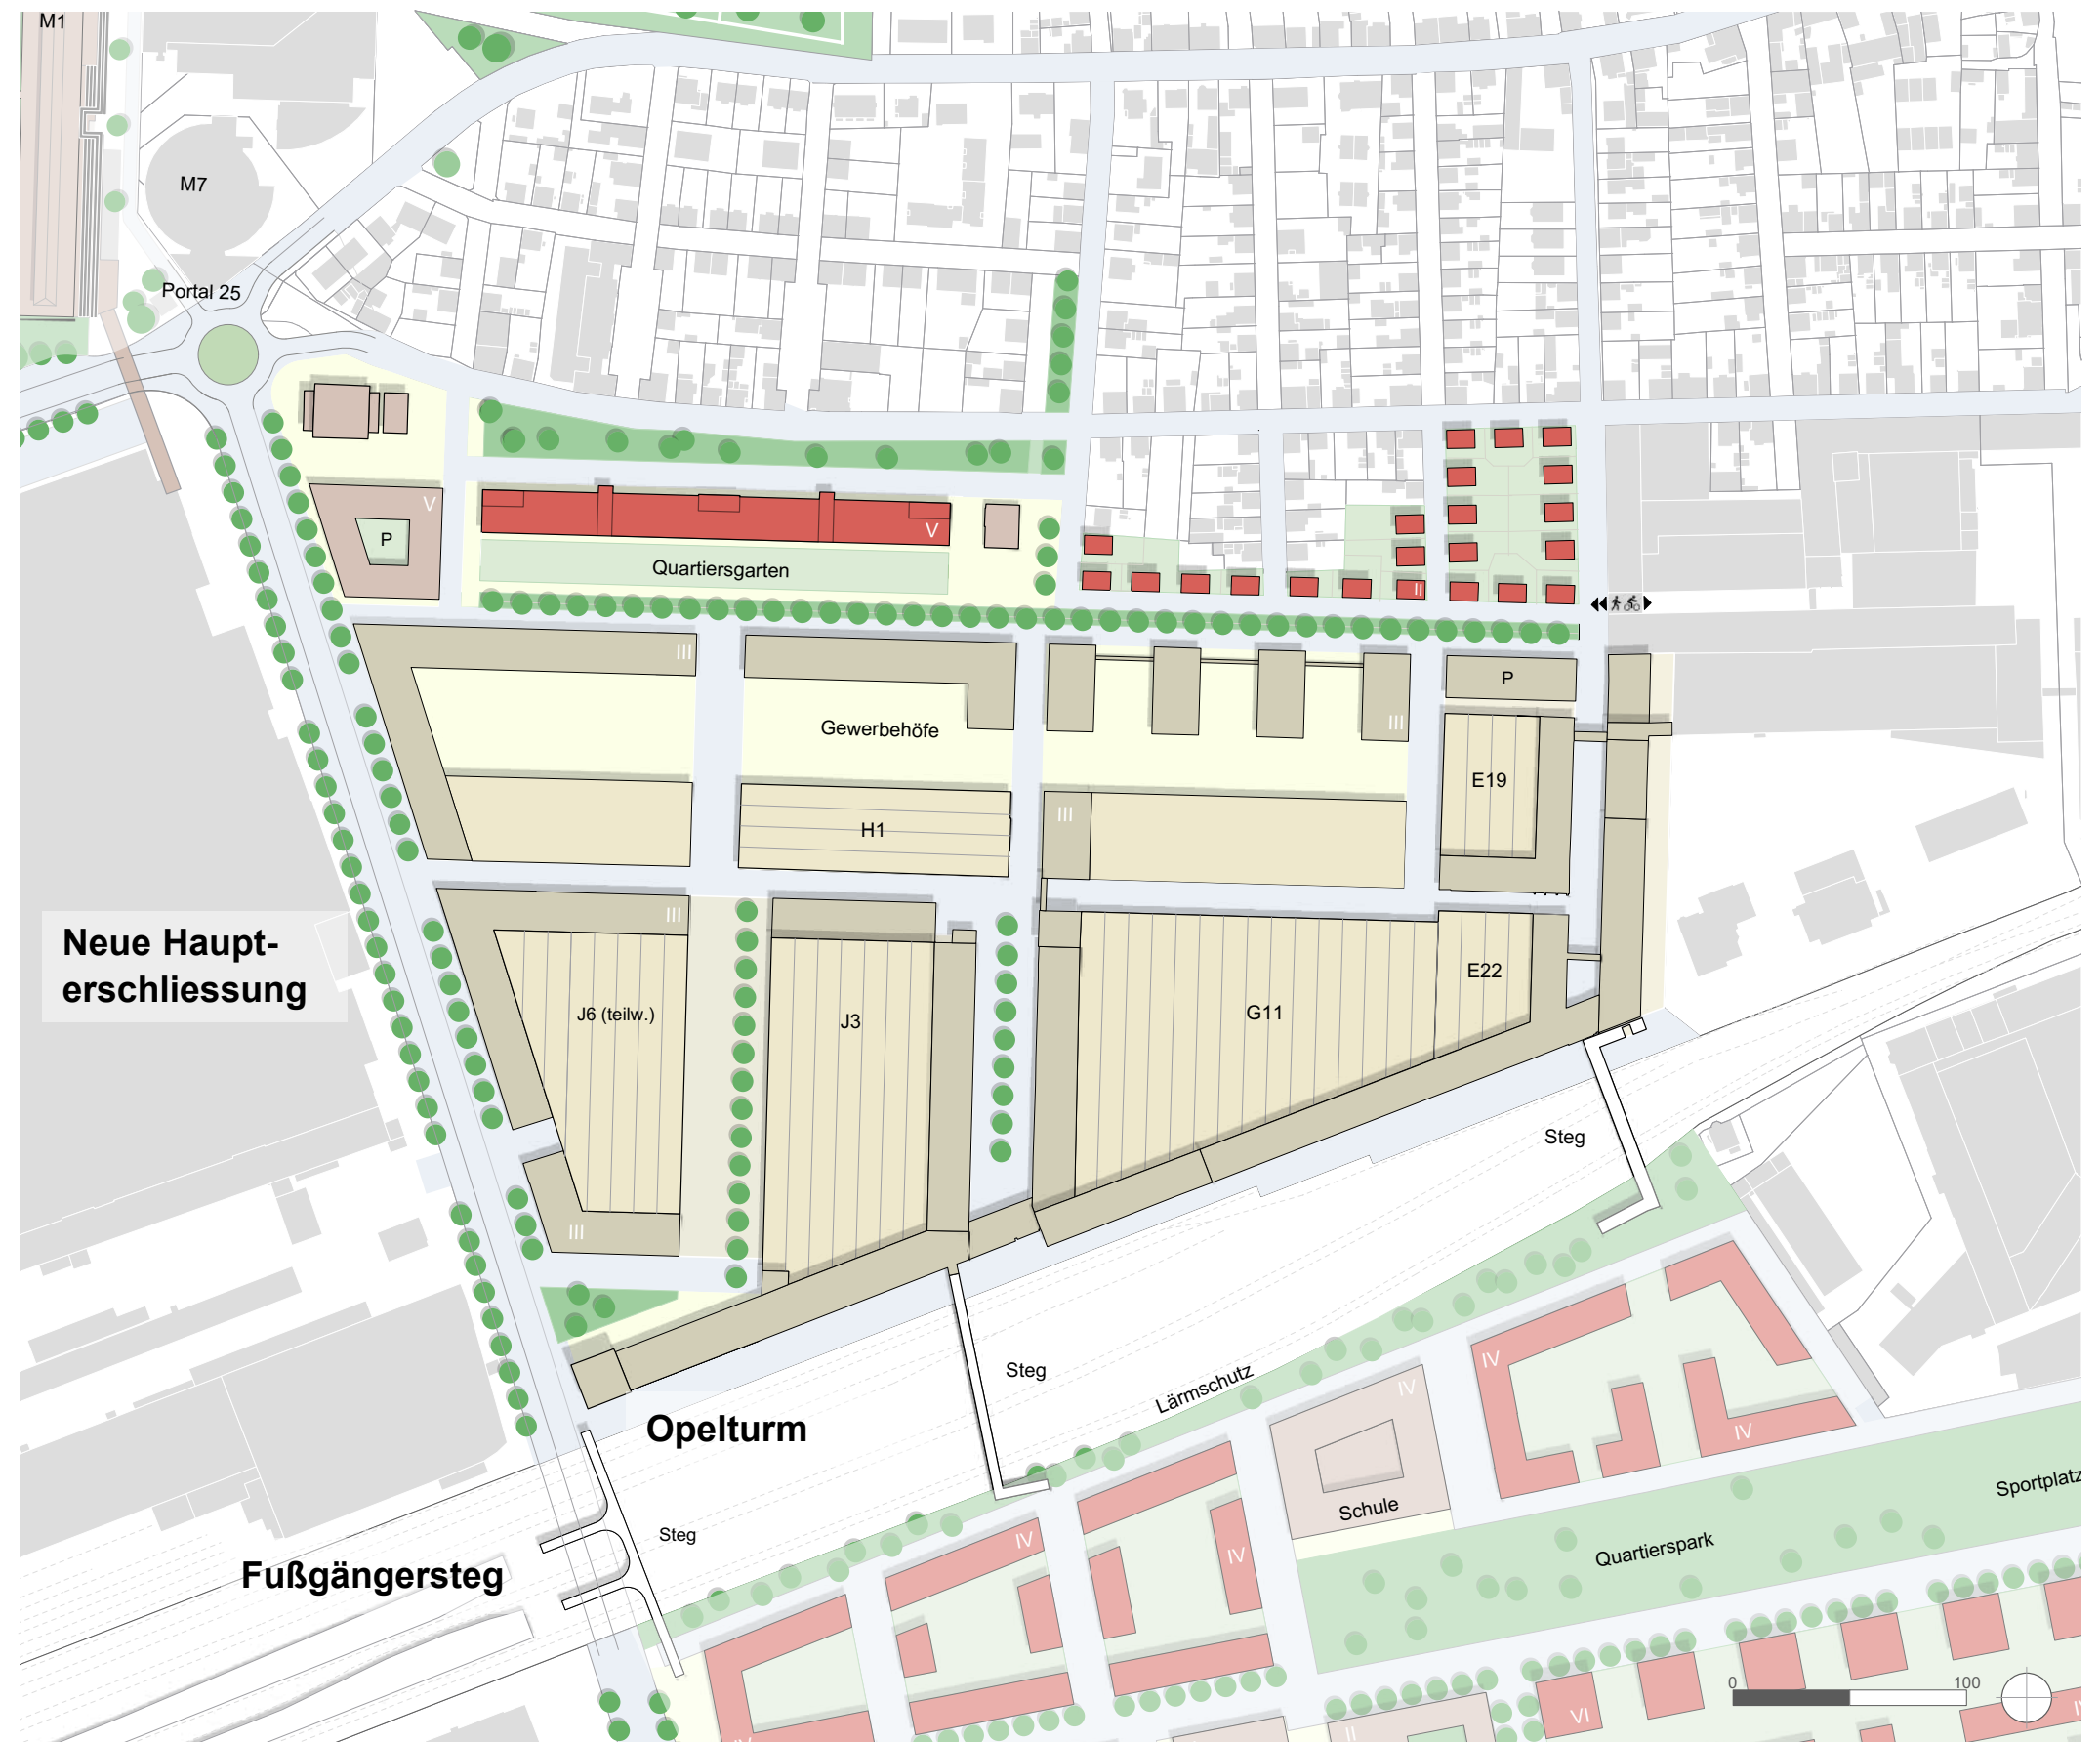 M1
M7
Portal 25
V
P
V
Quartiersgarten
II
III
Gewerbehöfe
III
P
E19
H1
III
Neue Haupt-
erschliessung
III
J6 (teilw.)
J3
G11
E22
III
Steg
Steg
Opelturm
Lärmschutz
IV
IV
IV
Schule
Sportplatz
Quartierspark
Steg
Fußgängersteg
IV
IV
0
100
VI
II